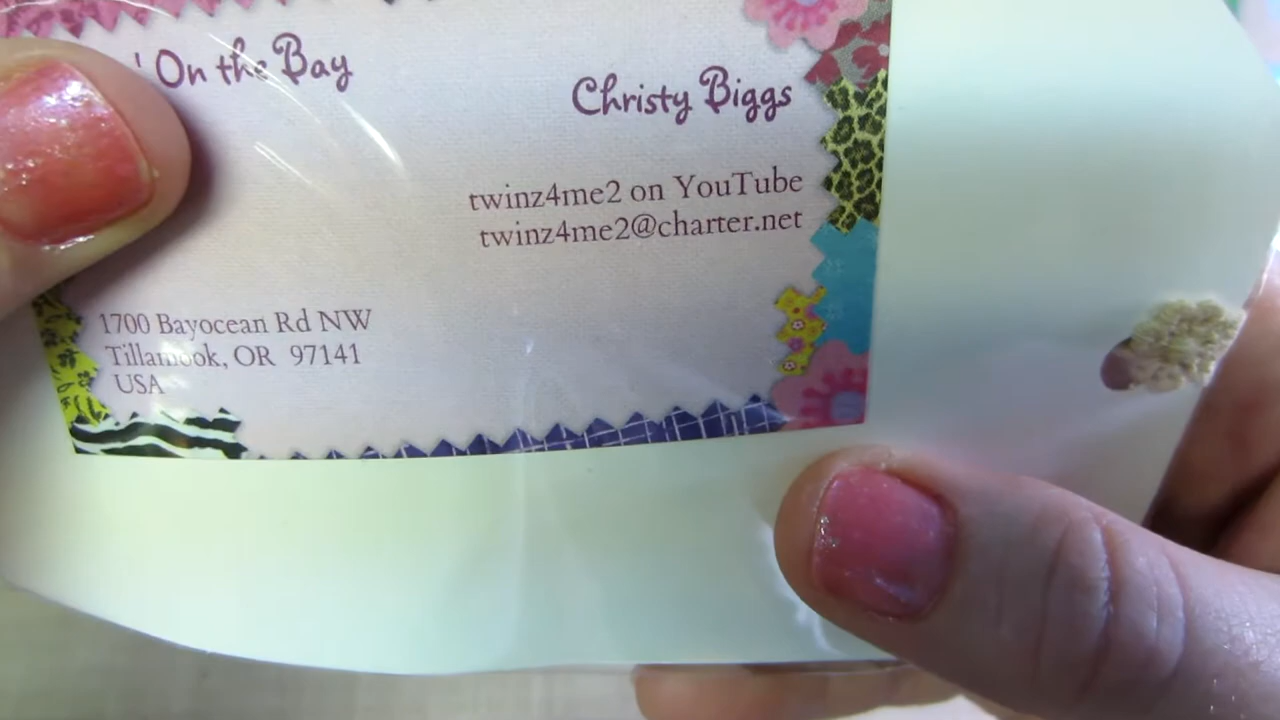 On the Bay
Christy Biggs
twinz4me2 on YouTube
twinz4me2@charter.net
1700 Bayocean Rd NW
Tillamook, OR 97141
USA